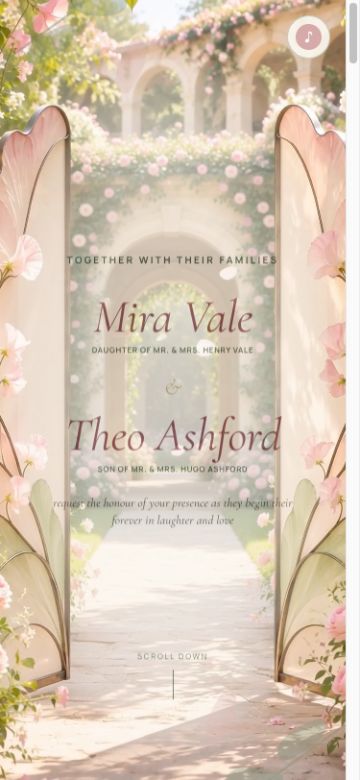 TOGETHER WITH THEIR FAMILIES
Mira Vale
DAUGHTER OF MR. & MRS. HENRY VALE
&
Theo Ashford
SON OF MR. & MRS. HUGO ASHFORD
request the honour of your presence as they begin their
forever in laughter and love
SCROLL DOWN